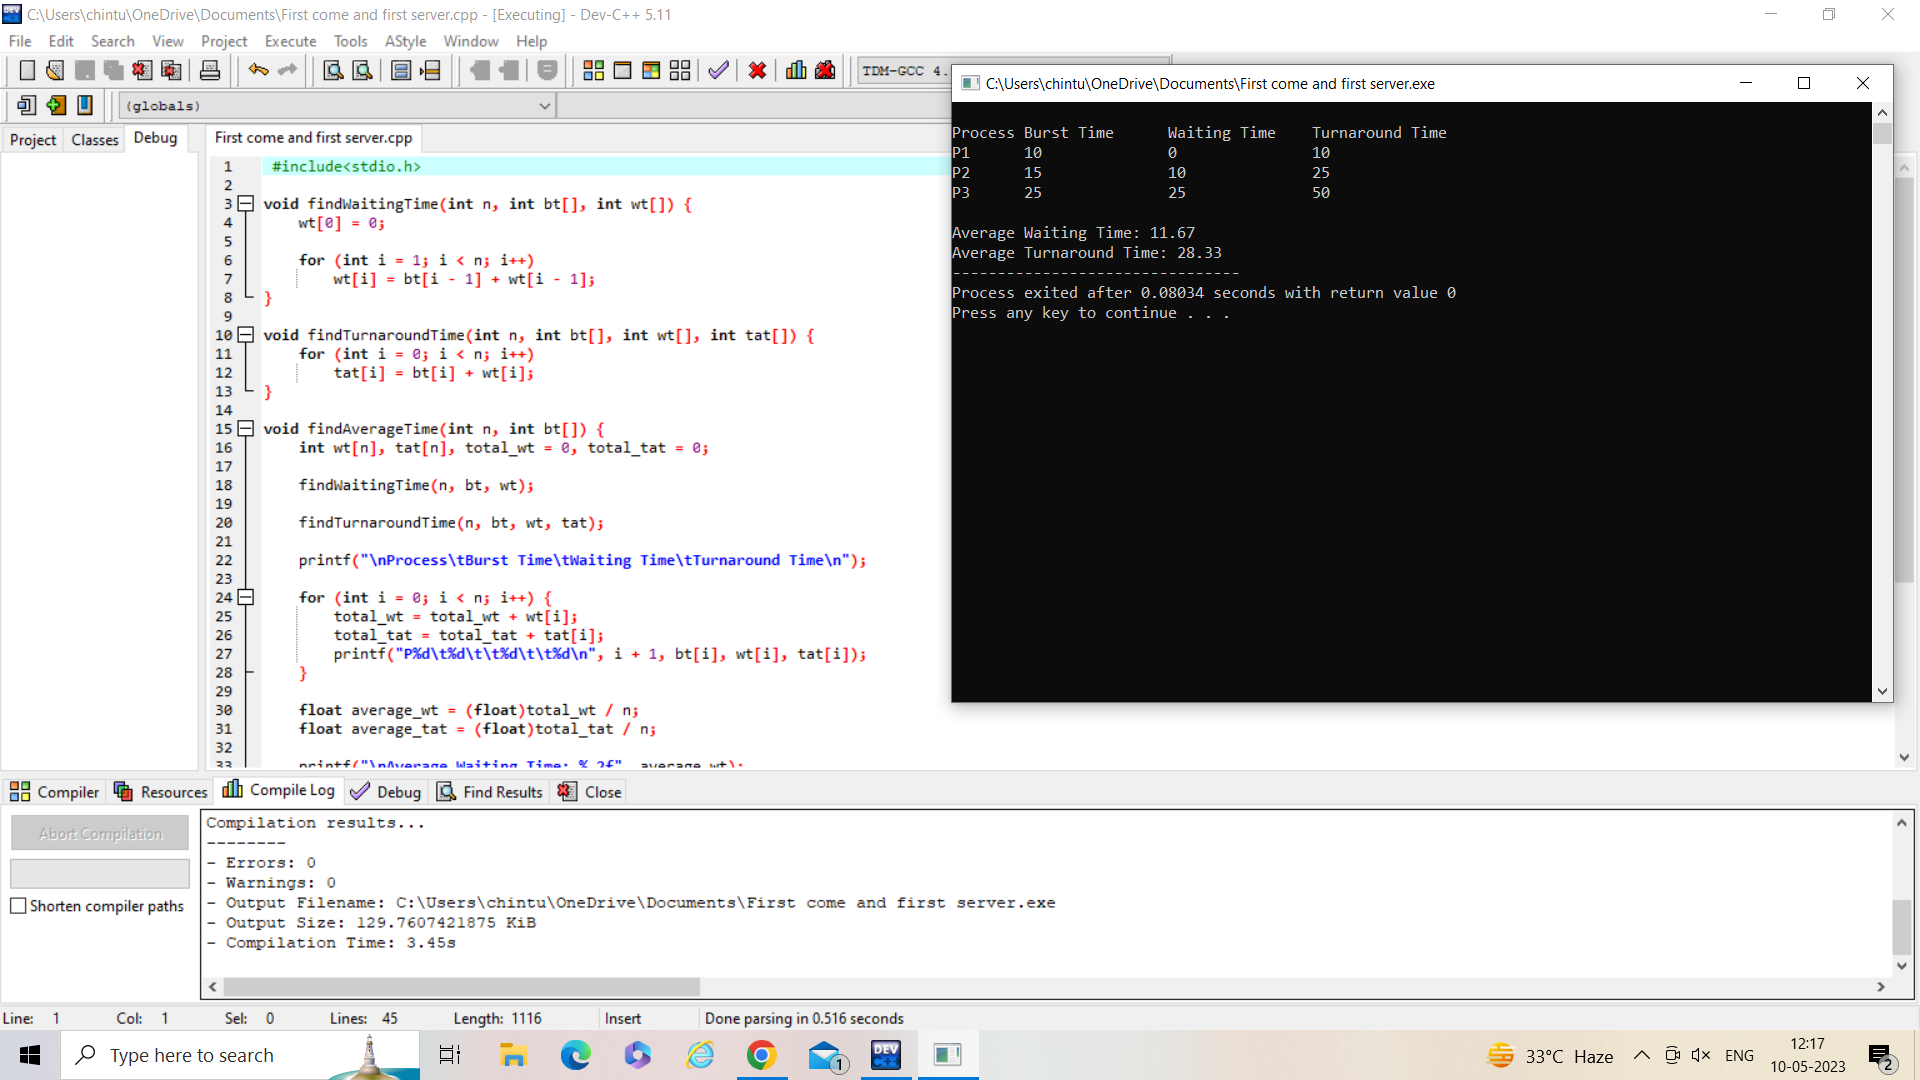 C:\Users\chintu\OneDrive\Documents\First come and first server.cpp - [Executing] - Dev-C++ 5.11
File Edit Search View Project Execute Tools AStyle Window Help
TDM-GCC 4.
(globals)
Project Classes Debug
First come and first server.cpp
1 #include<stdio.h>
2
3 void findWaitingTime(int n, int bt[], int wt[]) {
4 wt[0] = 0;
5
6 for (int i = 1; i < n; i++)
7 wt[i] = bt[i - 1] + wt[i - 1];
8 }
9
10 void findTurnaroundTime(int n, int bt[], int wt[], int tat[]) {
11 for (int i = 0; i < n; i++)
12 tat[i] = bt[i] + wt[i];
13 }
14
15 void findAverageTime(int n, int bt[]) {
16 int wt[n], tat[n], total_wt = 0, total_tat = 0;
17
18 findWaitingTime(n, bt, wt);
19
20 findTurnaroundTime(n, bt, wt, tat);
21
22 printf("\nProcess\tBurst Time\tWaiting Time\tTurnaround Time\n");
23
24 for (int i = 0; i < n; i++) {
25 total_wt = total_wt + wt[i];
26 total_tat = total_tat + tat[i];
27 printf("P%d\t%d\t\t%d\t\t%d\n", i + 1, bt[i], wt[i], tat[i]);
28 }
29
30 float average_wt = (float)total_wt / n;
31 float average_tat = (float)total_tat / n;
32
33 printf("\nAverage Waiting Time: %.2f", average_wt);
C:\Users\chintu\OneDrive\Documents\First come and first server.exe
Process Burst Time Waiting Time Turnaround Time
P1 10 0 10
P2 15 10 25
P3 25 25 50
Average Waiting Time: 11.67
Average Turnaround Time: 28.33
--------------------------------
Process exited after 0.08034 seconds with return value 0
Press any key to continue . . .
Compiler Resources Compile Log Debug Find Results Close
Abort Compilation
Shorten compiler paths
Compilation results...
--------
- Errors: 0
- Warnings: 0
- Output Filename: C:\Users\chintu\OneDrive\Documents\First come and first server.exe
- Output Size: 129.7607421875 KiB
- Compilation Time: 3.45s
Line: 1 Col: 1 Sel: 0 Lines: 45 Length: 1116 Insert Done parsing in 0.516 seconds
Type here to search
1
DEV C++
33°C Haze
ENG
12:17
10-05-2023
2